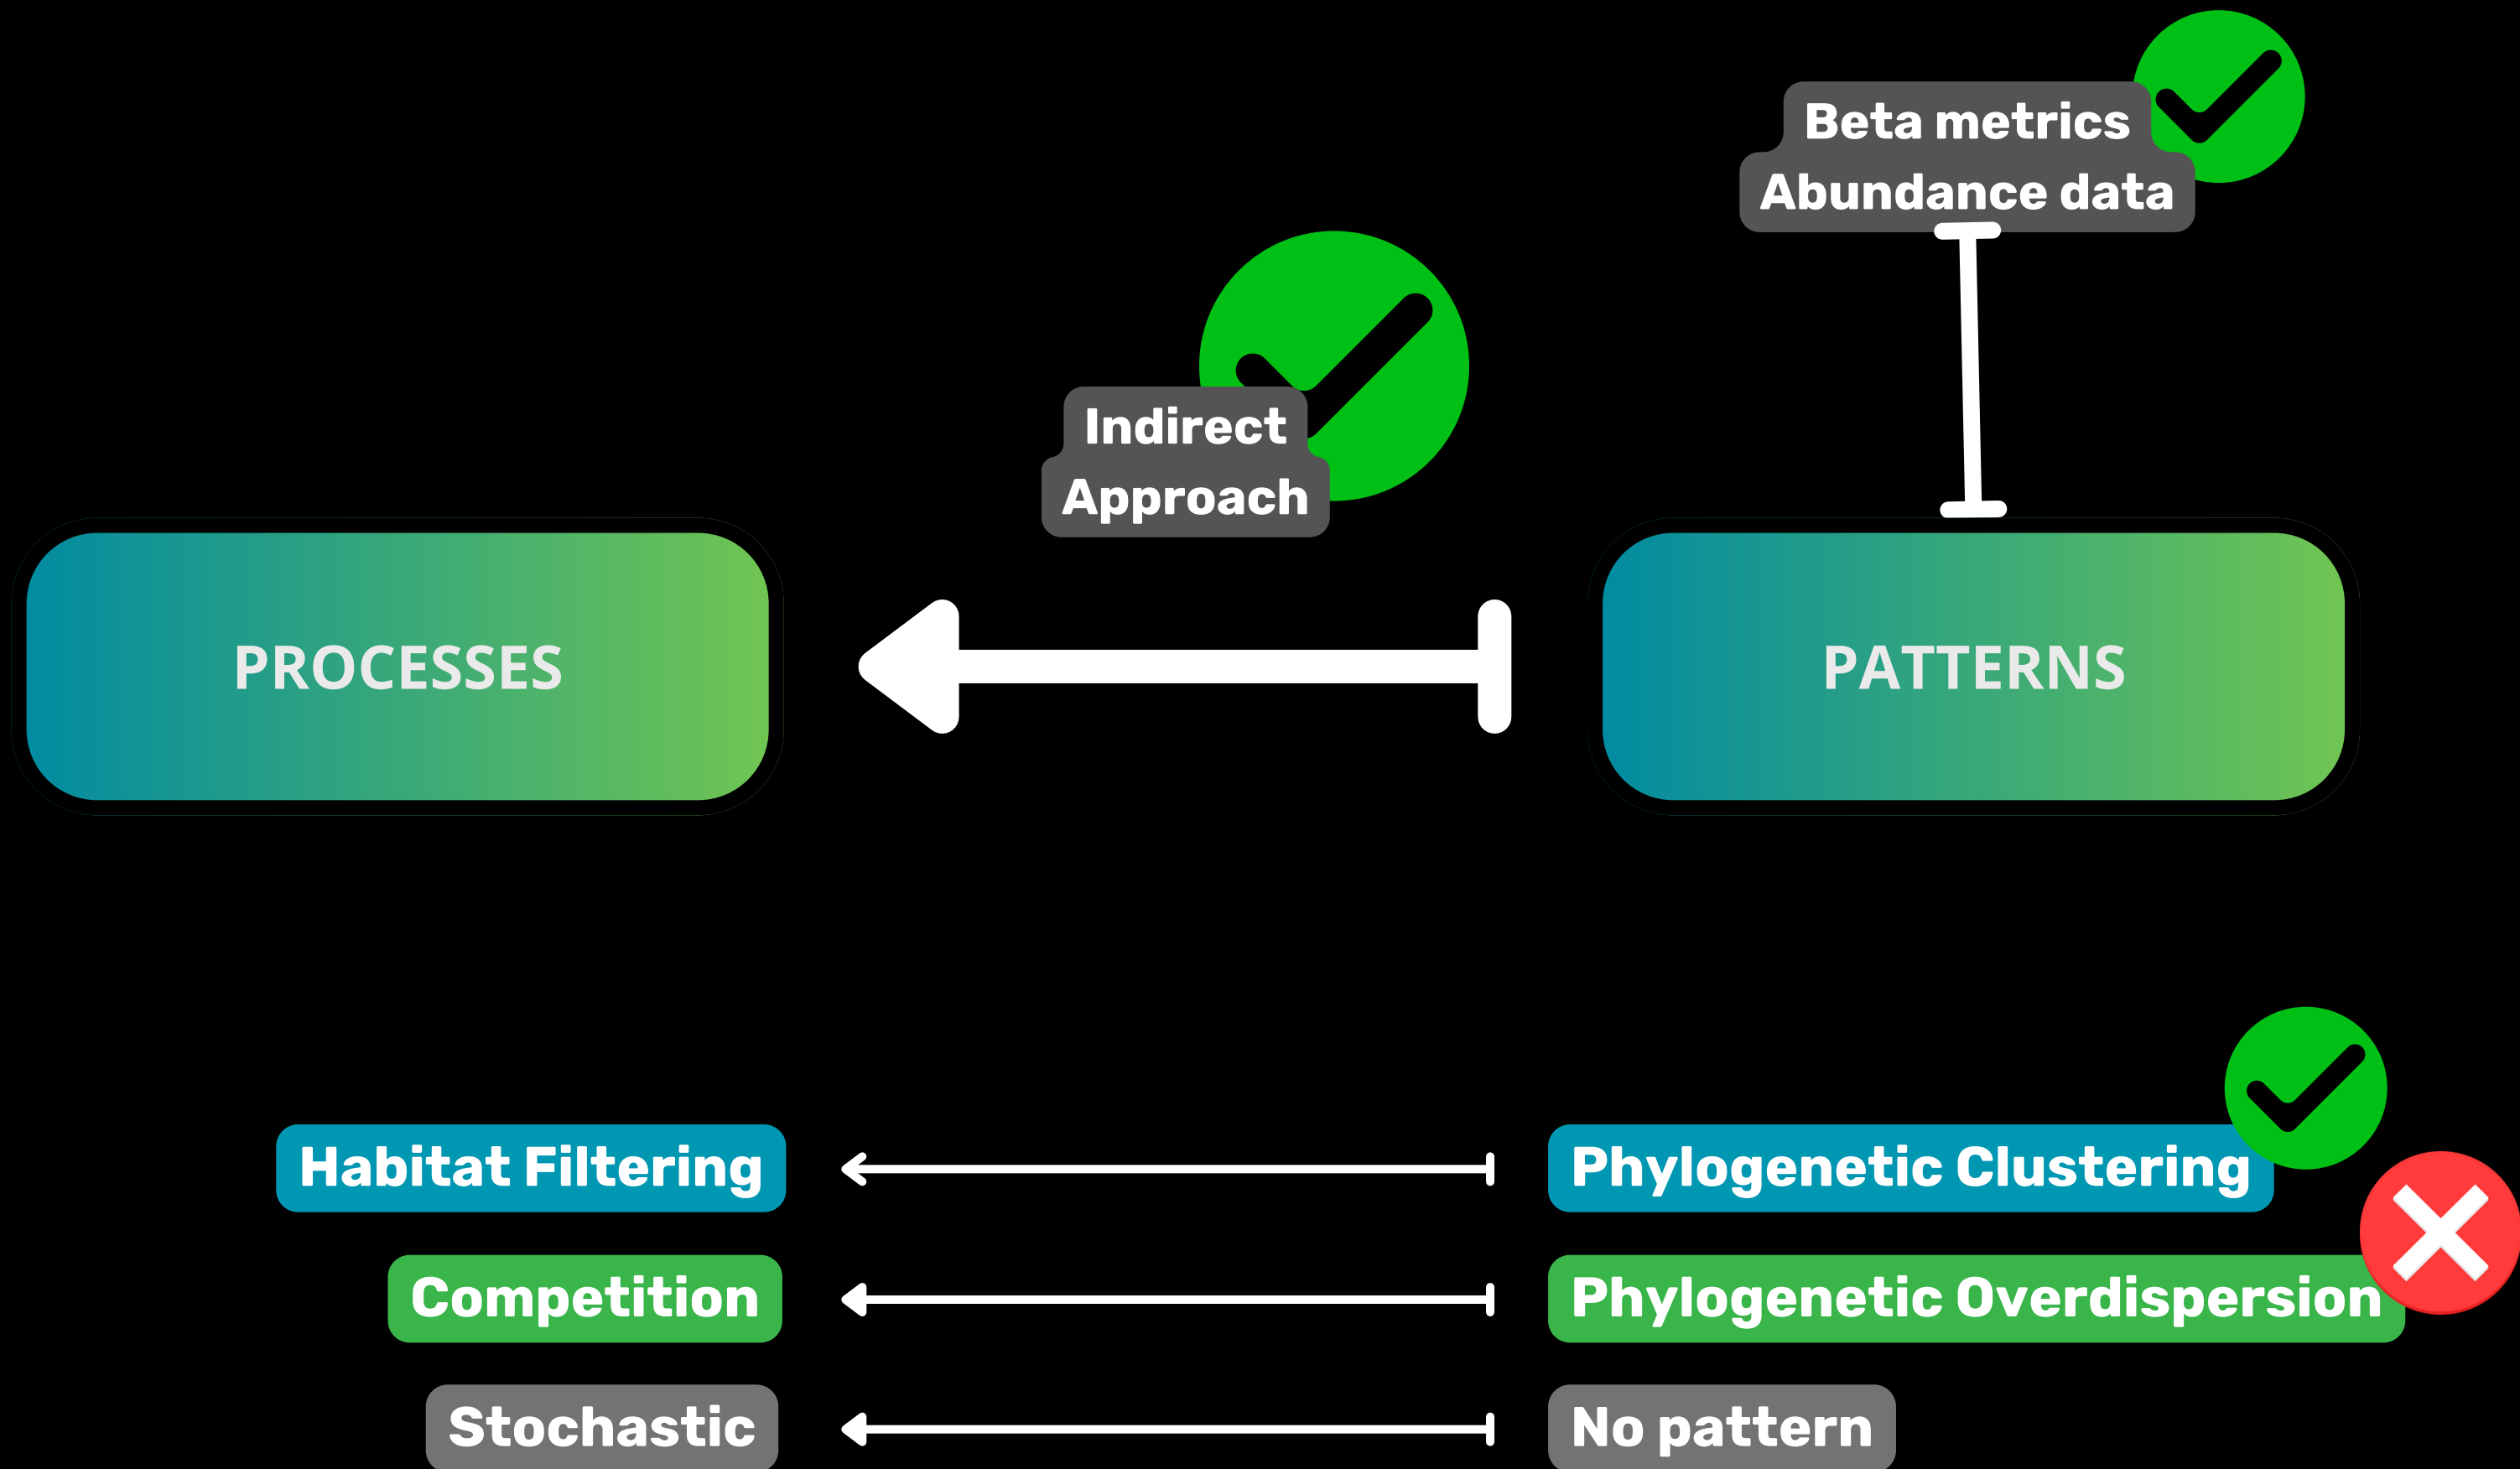 Beta metrics
Abundance data
Indirect
Approach
PROCESSES
PATTERNS
Habitat Filtering
Phylogenetic Clustering
Competition
Phylogenetic Overdispersion
Stochastic
No pattern